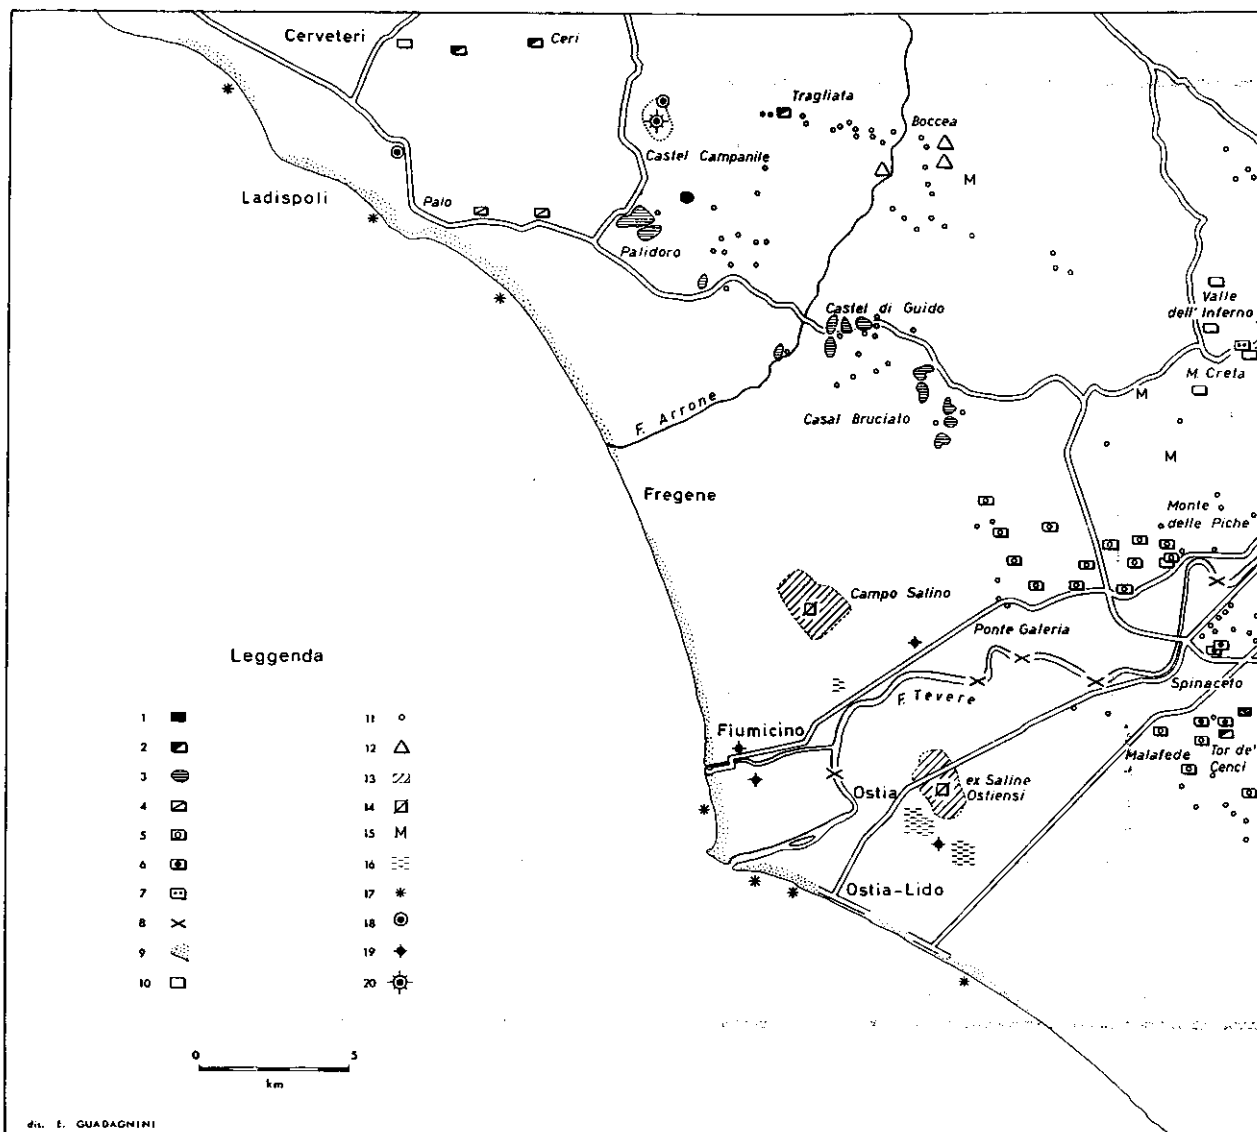 Cerveteri
Ceri
Tragliata
Boccea
Castel Campanile
M
Ladispoli
Palo
Palidoro
Valle
dell' Inferno
Castel di Guido
M. Creta
M
F. Arrone
Casal Bruciato
M
Fregene
Monte
delle Piche
Campo Salino
Ponte Galeria
Leggenda
Spinaceto
F. Tevere
Fiumicino
Malafede
Tor de'
Cenci
Ostia
ex Saline
Ostiensi
Ostia-Lido
1
2
3
4
5
6
7
8
9
10
11
12
13
14
15 M
16
17
18
19
20
0 5
km
dis. E. GUADAGNINI